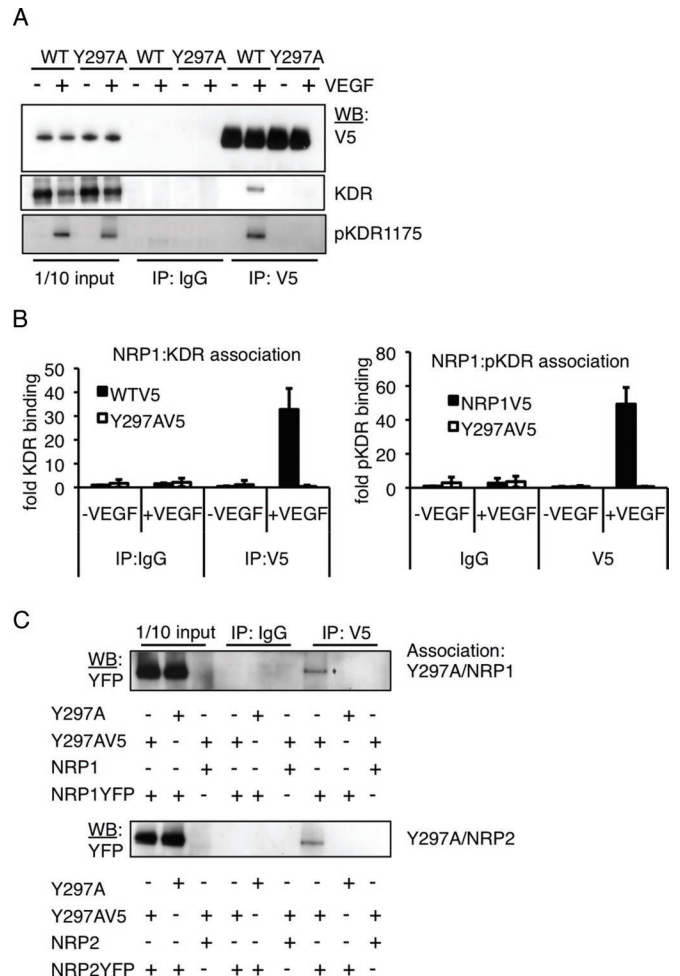 A
WT Y297A WT Y297A WT Y297A
- + - + - + - + - + - + VEGF
WB:
V5
KDR
pKDR1175
1/10 input IP: IgG IP: V5
B
NRP1:KDR association
fold KDR binding
50
40
30
20
10
0
WTV5
Y297AV5
-VEGF +VEGF -VEGF +VEGF
IP:IgG IP:V5
NRP1:pKDR association
fold pKDR binding
80
60
40
20
0
NRP1V5
Y297AV5
-VEGF +VEGF -VEGF +VEGF
IgG V5
C
1/10 input IP: IgG IP: V5
WB:
YFP
Association:
Y297A/NRP1
Y297A - + - - + - - + -
Y297AV5 + - + + - + + - +
NRP1 - - + - - + - - +
NRP1YFP + + - + + - + + -
WB:
YFP
Y297A/NRP2
Y297A - + - - + - - + -
Y297AV5 + - + + - + + - +
NRP2 - - + - - + - - +
NRP2YFP + + - + + - + + -